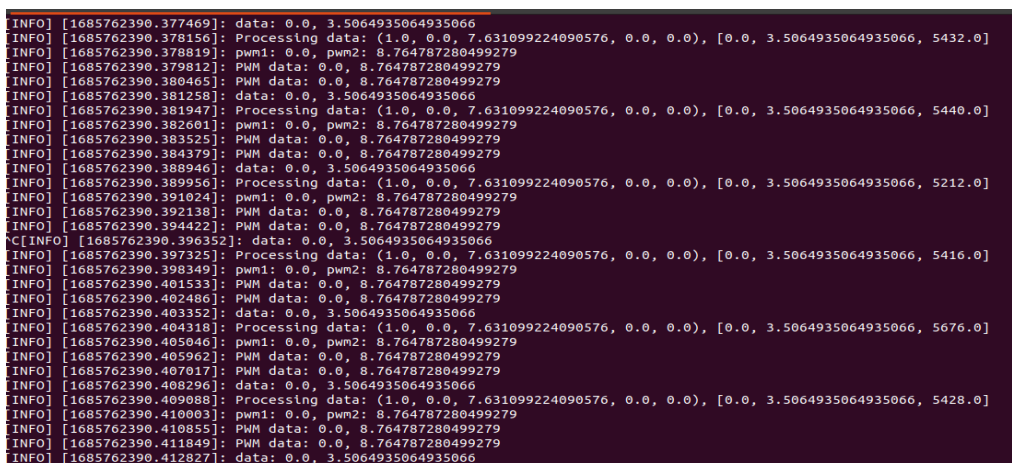 [INFO] [1685762390.377469]: data: 0.0, 3.5064935064935066
[INFO] [1685762390.378156]: Processing data: (1.0, 0.0, 7.631099224090576, 0.0, 0.0), [0.0, 3.5064935064935066, 5432.0]
[INFO] [1685762390.378819]: pwm1: 0.0, pwm2: 8.764787280499279
[INFO] [1685762390.379812]: PWM data: 0.0, 8.764787280499279
[INFO] [1685762390.380465]: PWM data: 0.0, 8.764787280499279
[INFO] [1685762390.381258]: data: 0.0, 3.5064935064935066
[INFO] [1685762390.381947]: Processing data: (1.0, 0.0, 7.631099224090576, 0.0, 0.0), [0.0, 3.5064935064935066, 5440.0]
[INFO] [1685762390.382601]: pwm1: 0.0, pwm2: 8.764787280499279
[INFO] [1685762390.383525]: PWM data: 0.0, 8.764787280499279
[INFO] [1685762390.384379]: PWM data: 0.0, 8.764787280499279
[INFO] [1685762390.388946]: data: 0.0, 3.5064935064935066
[INFO] [1685762390.389956]: Processing data: (1.0, 0.0, 7.631099224090576, 0.0, 0.0), [0.0, 3.5064935064935066, 5212.0]
[INFO] [1685762390.391024]: pwm1: 0.0, pwm2: 8.764787280499279
[INFO] [1685762390.392138]: PWM data: 0.0, 8.764787280499279
[INFO] [1685762390.394422]: PWM data: 0.0, 8.764787280499279
^C[INFO] [1685762390.396352]: data: 0.0, 3.5064935064935066
[INFO] [1685762390.397325]: Processing data: (1.0, 0.0, 7.631099224090576, 0.0, 0.0), [0.0, 3.5064935064935066, 5416.0]
[INFO] [1685762390.398349]: pwm1: 0.0, pwm2: 8.764787280499279
[INFO] [1685762390.401533]: PWM data: 0.0, 8.764787280499279
[INFO] [1685762390.402486]: PWM data: 0.0, 8.764787280499279
[INFO] [1685762390.403352]: data: 0.0, 3.5064935064935066
[INFO] [1685762390.404318]: Processing data: (1.0, 0.0, 7.631099224090576, 0.0, 0.0), [0.0, 3.5064935064935066, 5676.0]
[INFO] [1685762390.405046]: pwm1: 0.0, pwm2: 8.764787280499279
[INFO] [1685762390.405962]: PWM data: 0.0, 8.764787280499279
[INFO] [1685762390.407017]: PWM data: 0.0, 8.764787280499279
[INFO] [1685762390.408296]: data: 0.0, 3.5064935064935066
[INFO] [1685762390.409088]: Processing data: (1.0, 0.0, 7.631099224090576, 0.0, 0.0), [0.0, 3.5064935064935066, 5428.0]
[INFO] [1685762390.410003]: pwm1: 0.0, pwm2: 8.764787280499279
[INFO] [1685762390.410855]: PWM data: 0.0, 8.764787280499279
[INFO] [1685762390.411849]: PWM data: 0.0, 8.764787280499279
[INFO] [1685762390.412827]: data: 0.0, 3.5064935064935066